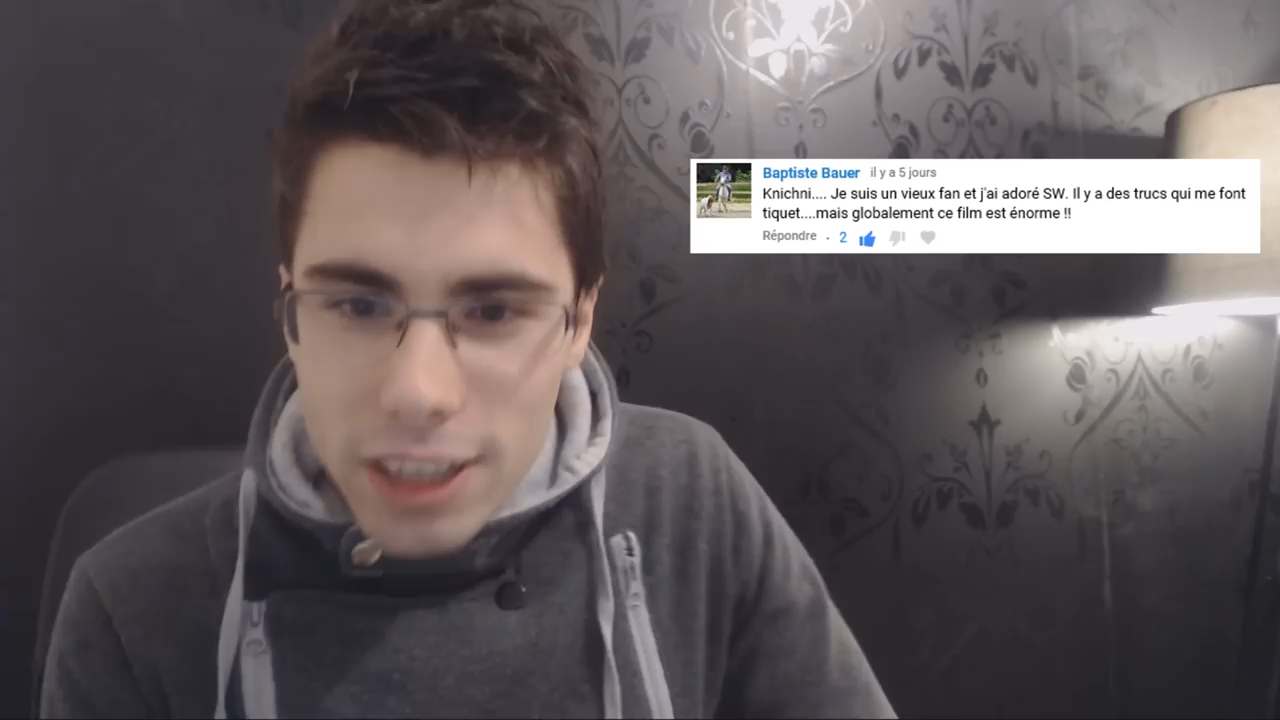 Baptiste Bauer il y a 5 jours
Knichni.... Je suis un vieux fan et j'ai adoré SW. Il y a des trucs qui me font
tiquet....mais globalement ce film est énorme !!
Répondre . 2